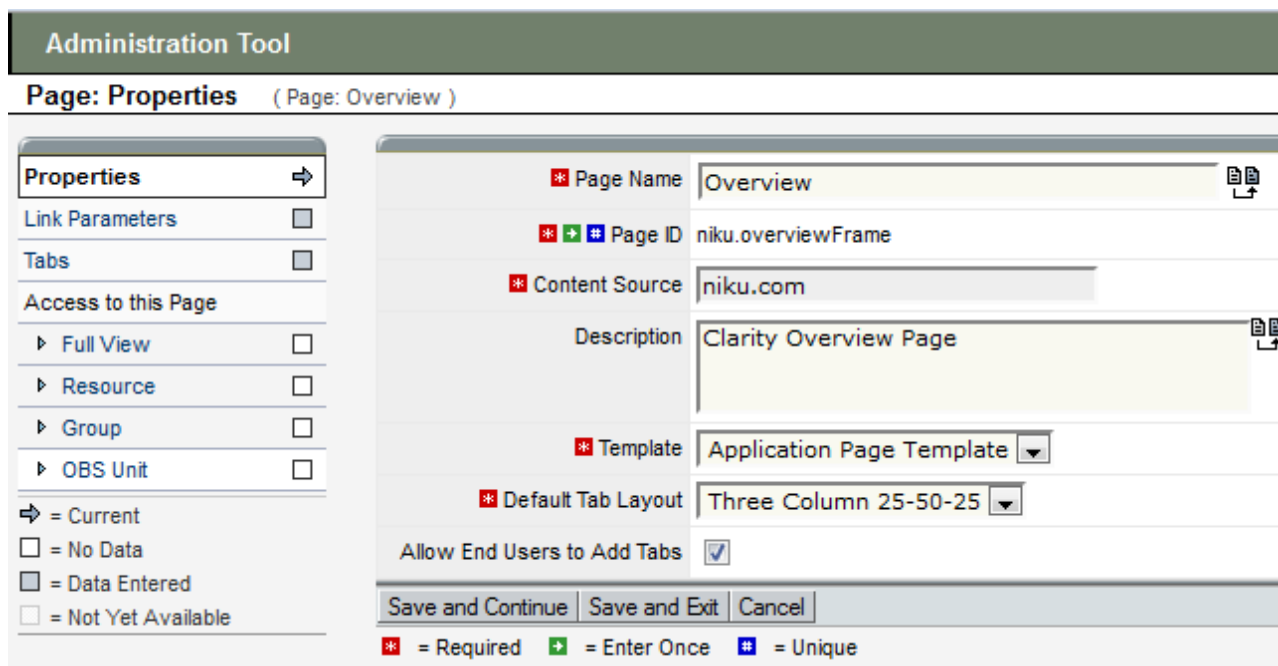 Administration Tool
Page: Properties ( Page: Overview )
Properties
Link Parameters
Tabs
Access to this Page
Full View
Resource
Group
OBS Unit
= Current
= No Data
= Data Entered
= Not Yet Available
Page Name Overview
Page ID niku.overviewFrame
Content Source niku.com
Description Clarity Overview Page
Template Application Page Template
Default Tab Layout Three Column 25-50-25
Allow End Users to Add Tabs
Save and Continue Save and Exit Cancel
= Required = Enter Once # = Unique